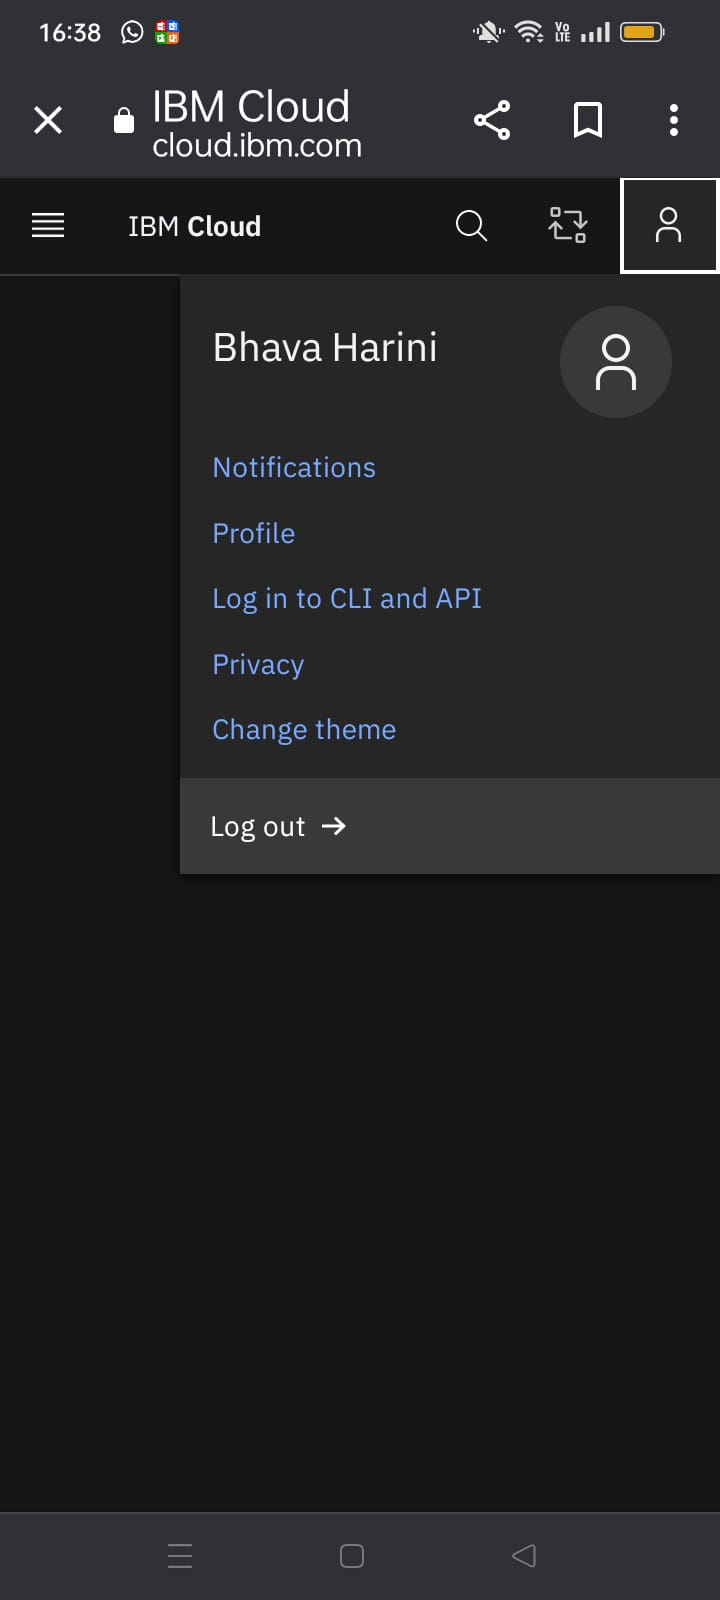 16:38
Vo
LTE
IBM Cloud
cloud.ibm.com
IBM Cloud
Bhava Harini
Notifications
Profile
Log in to CLI and API
Privacy
Change theme
Log out